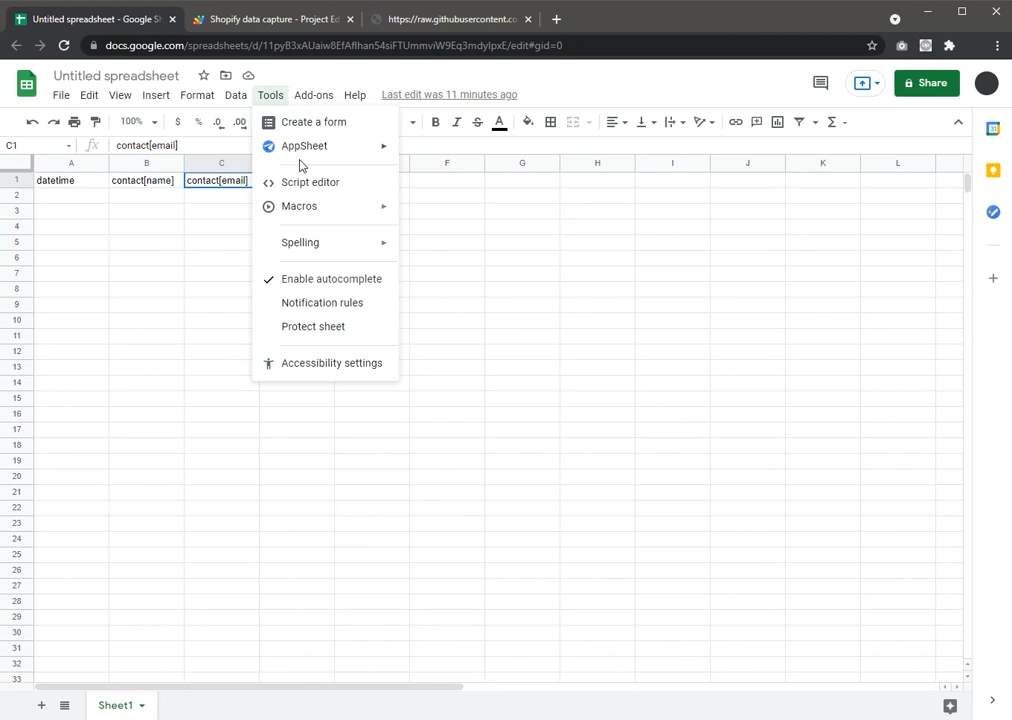 Untitled spreadsheet - Google Sh
Shopify data capture - Project Ed
https://raw.githubusercontent.co
docs.google.com/spreadsheets/d/11pyB3xAUaiw8EfAfIhan54siFTUmmviW9Eq3mdyIpxE/edit#gid=0
Untitled spreadsheet
File Edit View Insert Format Data Tools Add-ons Help Last edit was 11 minutes ago
Share
100% $ % .0 .00 B I S A
C1 fx contact[email]
A B C F G H I J K L
1 datetime contact[name] contact[email]
2
3
4
5
6
7
8
9
10
11
12
13
14
15
16
17
18
19
20
21
22
23
24
25
26
27
28
29
30
31
32
33
Create a form
AppSheet
Script editor
Macros
Spelling
Enable autocomplete
Notification rules
Protect sheet
Accessibility settings
Sheet1